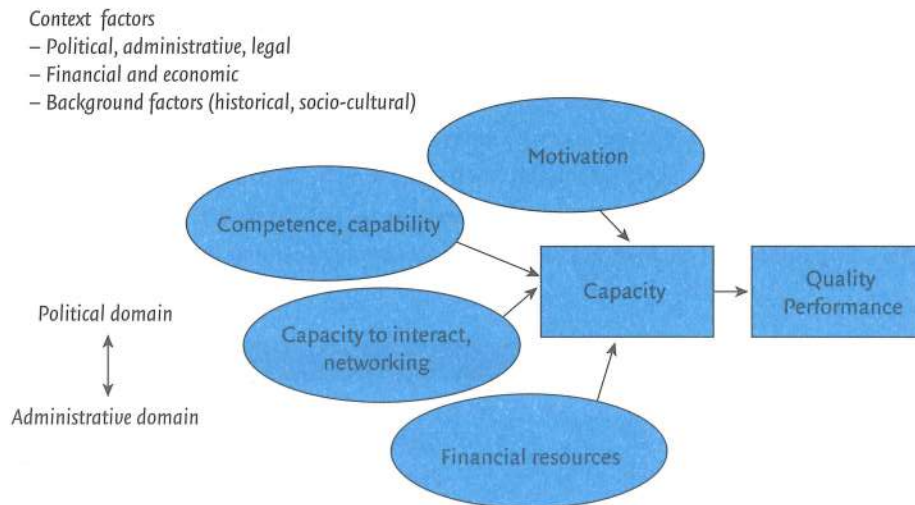 Context factors
– Political, administrative, legal
– Financial and economic
– Background factors (historical, socio-cultural)
Motivation
Competence, capability
Capacity
Quality
Performance
Political domain
Capacity to interact,
networking
Administrative domain
Financial resources